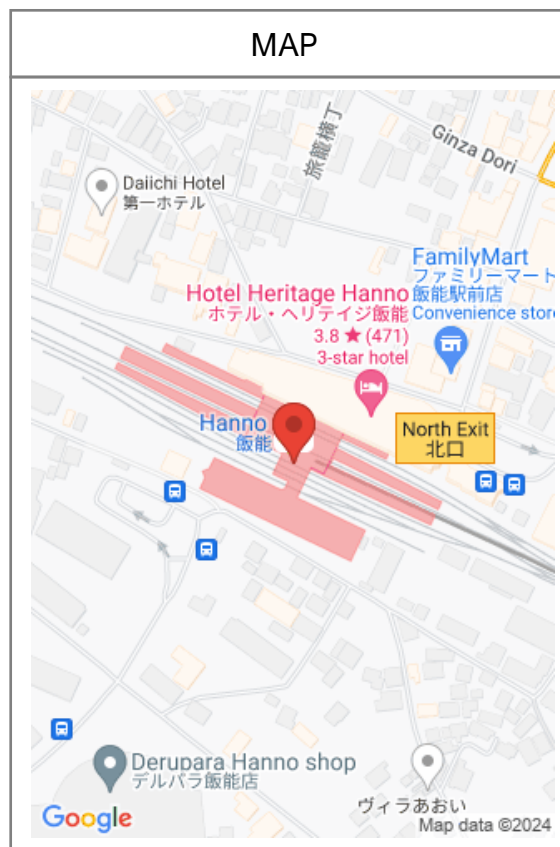 MAP
旅籠横丁
Ginza Dori
Daiichi Hotel
第一ホテル
FamilyMart
ファミリーマート
飯能駅前店
Convenience store
Hotel Heritage Hanno
ホテル・ヘリテイジ飯能
3.8 ★ (471)
3-star hotel
Hanno
飯能
North Exit
北口
Derupara Hanno shop
デルパラ飯能店
ヴィラあおい
Google
Map data ©2024